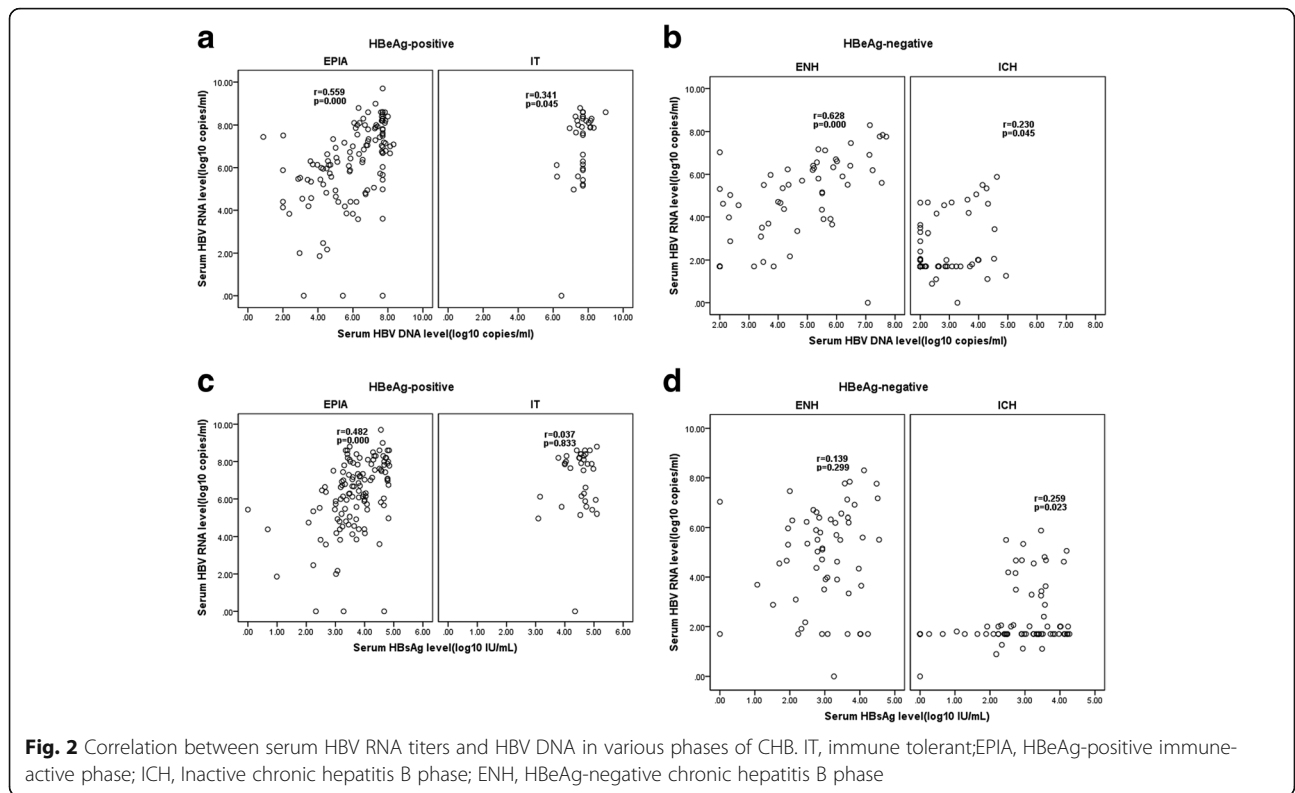 a
HBeAg-positive
EPIA
IT
r=0.559
p=0.000
r=0.341
p=0.045
Serum HBV RNA level(log10 copies/ml)
10.00
8.00
6.00
4.00
2.00
.00
.00 2.00 4.00 6.00 8.00 10.00 .00 2.00 4.00 6.00 8.00 10.00
Serum HBV DNA level(log10 copies/ml)
b
HBeAg-negative
ENH
ICH
r=0.628
p=0.000
r=0.230
p=0.045
Serum HBV RNA level(log10 copies/ml)
10.00
8.00
6.00
4.00
2.00
.00
2.00 3.00 4.00 5.00 6.00 7.00 8.00 2.00 3.00 4.00 5.00 6.00 7.00 8.00
Serum HBV DNA level(log10 copies/ml)
c
HBeAg-positive
EPIA
IT
r=0.482
p=0.000
r=0.037
p=0.833
Serum HBV RNA level(log10 copies/ml)
10.00
8.00
6.00
4.00
2.00
.00
.00 1.00 2.00 3.00 4.00 5.00 6.00 .00 1.00 2.00 3.00 4.00 5.00 6.00
Serum HBsAg level(log10 IU/mL)
d
HBeAg-negative
ENH
ICH
r=0.139
p=0.299
r=0.259
p=0.023
Serum HBV RNA level(log10 copies/ml)
10.00
8.00
6.00
4.00
2.00
.00
.00 1.00 2.00 3.00 4.00 5.00 .00 1.00 2.00 3.00 4.00 5.00
Serum HBsAg level(log10 IU/mL)
Fig. 2 Correlation between serum HBV RNA titers and HBV DNA in various phases of CHB. IT, immune tolerant;EPIA, HBeAg-positive immune-
active phase; ICH, Inactive chronic hepatitis B phase; ENH, HBeAg-negative chronic hepatitis B phase